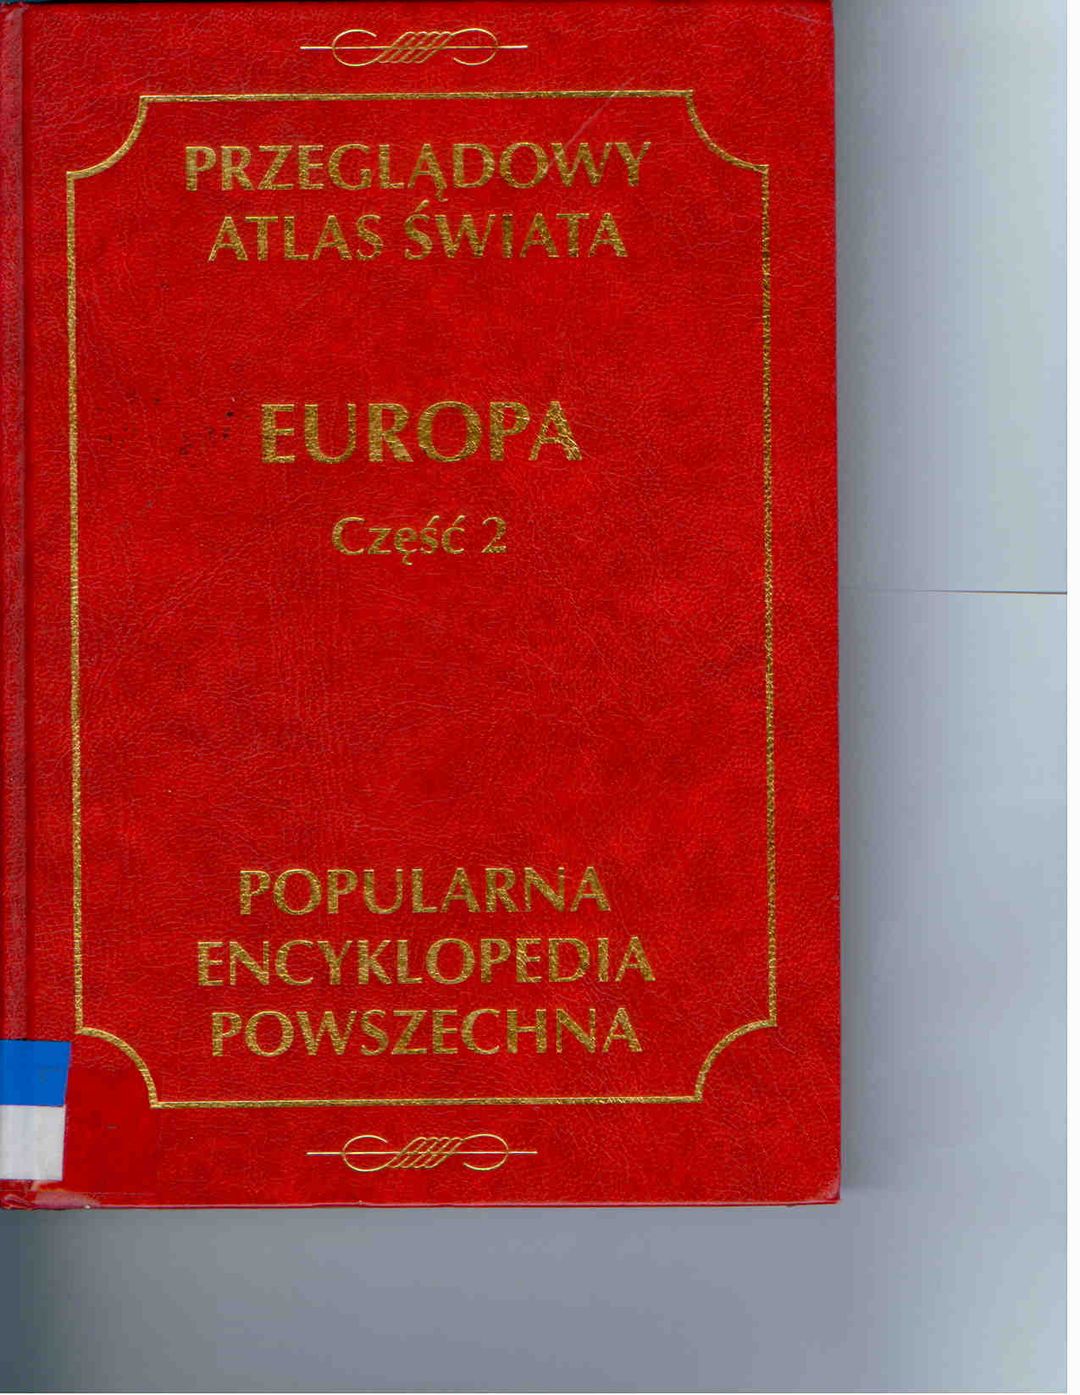 PRZEGLĄDOWY
ATLAS ŚWIATA
EUROPA
Część 2
POPULARNA
ENCYKLOPEDIA
POWSZECHNA